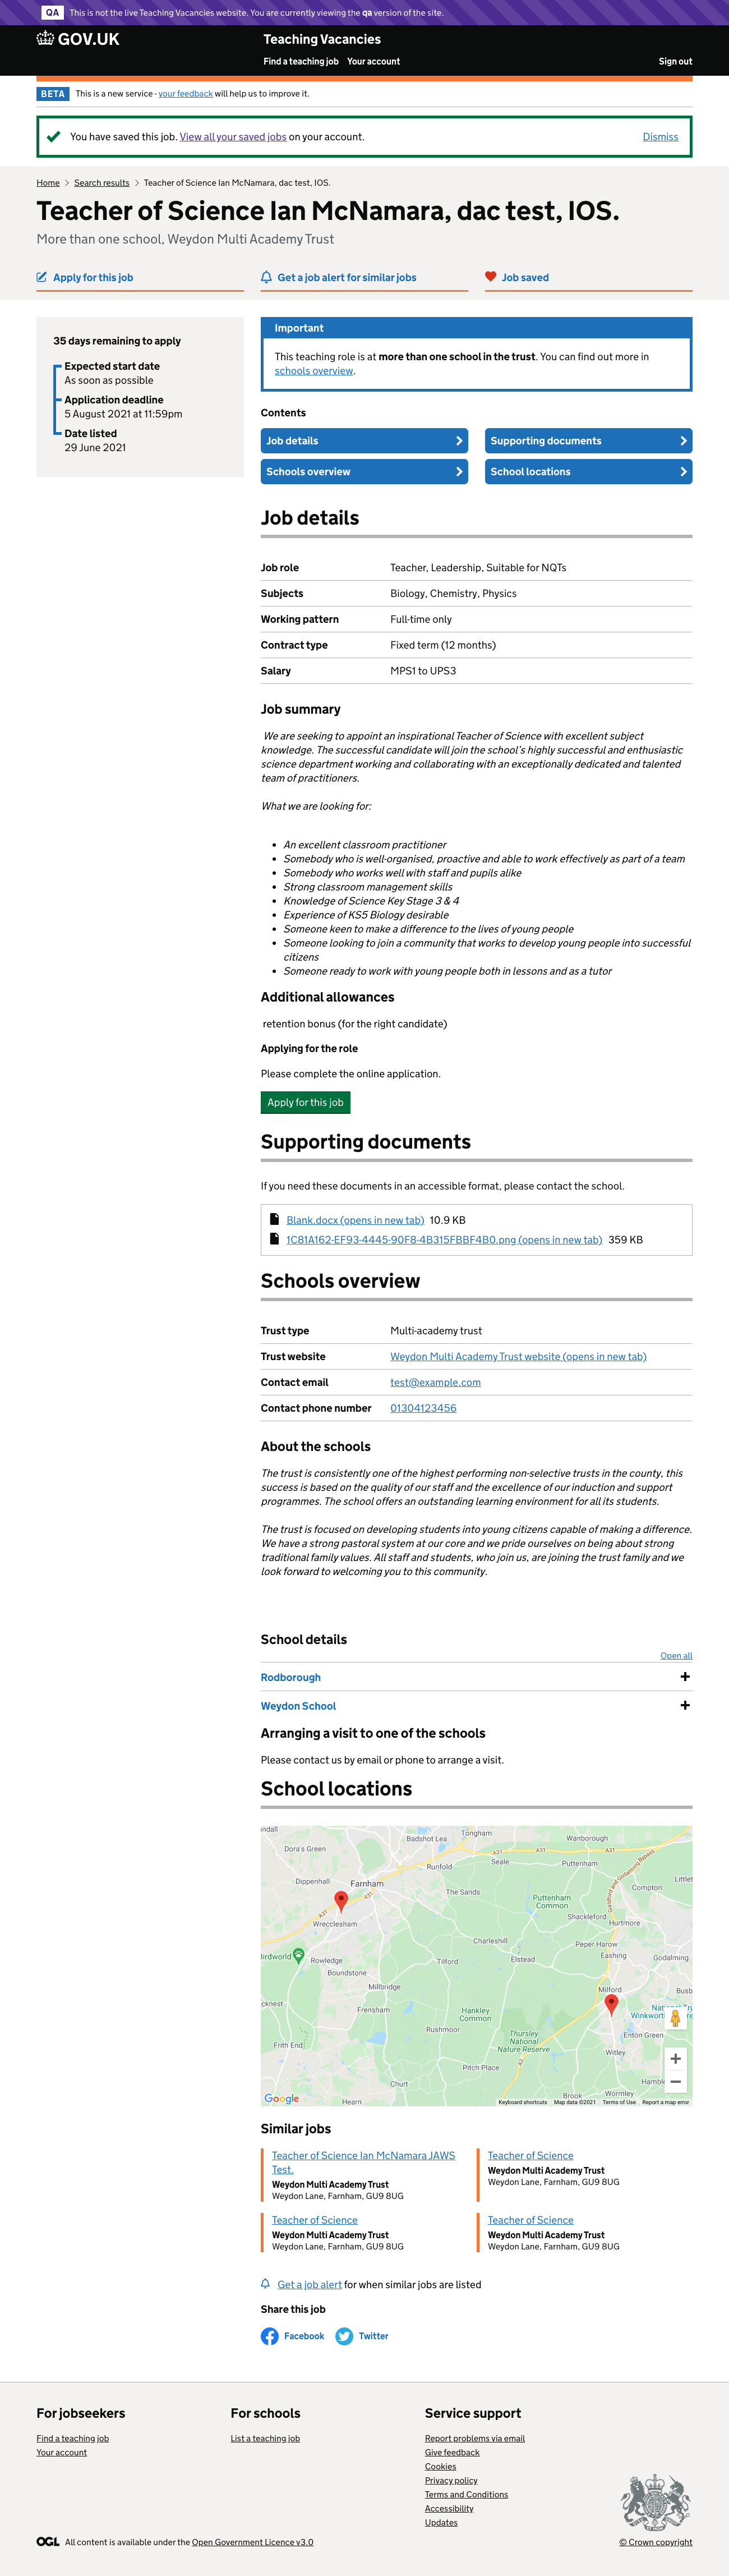 QA This is not the live Teaching Vacancies website. You are currently viewing the qa version of the site.
GOV.UK
Teaching Vacancies
Find a teaching job Your account Sign out
BETA This is a new service - your feedback will help us to improve it.
You have saved this job. View all your saved jobs on your account. Dismiss
Home Search results Teacher of Science Ian McNamara, dac test, IOS.
Teacher of Science Ian McNamara, dac test, IOS.
More than one school, Weydon Multi Academy Trust
Apply for this job Get a job alert for similar jobs Job saved
35 days remaining to apply
Expected start date
As soon as possible
Application deadline
5 August 2021 at 11:59pm
Date listed
29 June 2021
Important
This teaching role is at more than one school in the trust. You can find out more in
schools overview.
Contents
Job details Supporting documents
Schools overview School locations
Job details
Job role Teacher, Leadership, Suitable for NQTs
Subjects Biology, Chemistry, Physics
Working pattern Full-time only
Contract type Fixed term (12 months)
Salary MPS1 to UPS3
Job summary
We are seeking to appoint an inspirational Teacher of Science with excellent subject
knowledge. The successful candidate will join the school's highly successful and enthusiastic
science department working and collaborating with an exceptionally dedicated and talented
team of practitioners.
What we are looking for:
• An excellent classroom practitioner
• Somebody who is well-organised, proactive and able to work effectively as part of a team
• Somebody who works well with staff and pupils alike
• Strong classroom management skills
• Knowledge of Science Key Stage 3 & 4
• Experience of KS5 Biology desirable
• Someone keen to make a difference to the lives of young people
• Someone looking to join a community that works to develop young people into successful
citizens
• Someone ready to work with young people both in lessons and as a tutor
Additional allowances
retention bonus (for the right candidate)
Applying for the role
Please complete the online application.
Apply for this job
Supporting documents
If you need these documents in an accessible format, please contact the school.
Blank.docx (opens in new tab) 10.9 KB
1C81A162-EF93-4445-90F8-4B315FBBF4B0.png (opens in new tab) 359 KB
Schools overview
Trust type Multi-academy trust
Trust website Weydon Multi Academy Trust website (opens in new tab)
Contact email test@example.com
Contact phone number 01304123456
About the schools
The trust is consistently one of the highest performing non-selective trusts in the county, this
success is based on the quality of our staff and the excellence of our induction and support
programmes. The school offers an outstanding learning environment for all its students.
The trust is focused on developing students into young citizens capable of making a difference.
We have a strong pastoral system at our core and we pride ourselves on being about strong
traditional family values. All staff and students, who join us, are joining the trust family and we
look forward to welcoming you to this community.
School details
Open all
Rodborough
Weydon School
Arranging a visit to one of the schools
Please contact us by email or phone to arrange a visit.
School locations
ndall
Badshot Lea
Tongham
Wanborough
Dora's Green
A31
A31
Seale
Runfold
Puttenham
Dippenhall
Farnham
The Sands
Littlet
Puttenham
Common
Godalming and Guildford Bypass
A31
Wrecclesham
Shackleford
Hurtmore
Charleshill
Peper Harow
Eashing
Birdworld
Rowledge
Tilford
Elstead
Godalming
Boundstone
Millbridge
Milford
Busb
cknest
Frensham
Hankley
Common
National Tru
Winkworth
Rushmoor
Thursley
National
Nature Reserve
Enton Green
Frith End
Witley
Pitch Place
Hamble
Churt
Wormley
Hearn
Brook
Google
Keyboard shortcuts Map data ©2021 Terms of Use Report a map error
Similar jobs
Teacher of Science Ian McNamara JAWS
Test.
Weydon Multi Academy Trust
Weydon Lane, Farnham, GU9 8UG
Teacher of Science
Weydon Multi Academy Trust
Weydon Lane, Farnham, GU9 8UG
Teacher of Science
Weydon Multi Academy Trust
Weydon Lane, Farnham, GU9 8UG
Teacher of Science
Weydon Multi Academy Trust
Weydon Lane, Farnham, GU9 8UG
Get a job alert for when similar jobs are listed
Share this job
Facebook Twitter
For jobseekers
Find a teaching job
Your account
For schools
List a teaching job
Service support
Report problems via email
Give feedback
Cookies
Privacy policy
Terms and Conditions
Accessibility
Updates
OGL All content is available under the Open Government Licence v3.0
© Crown copyright